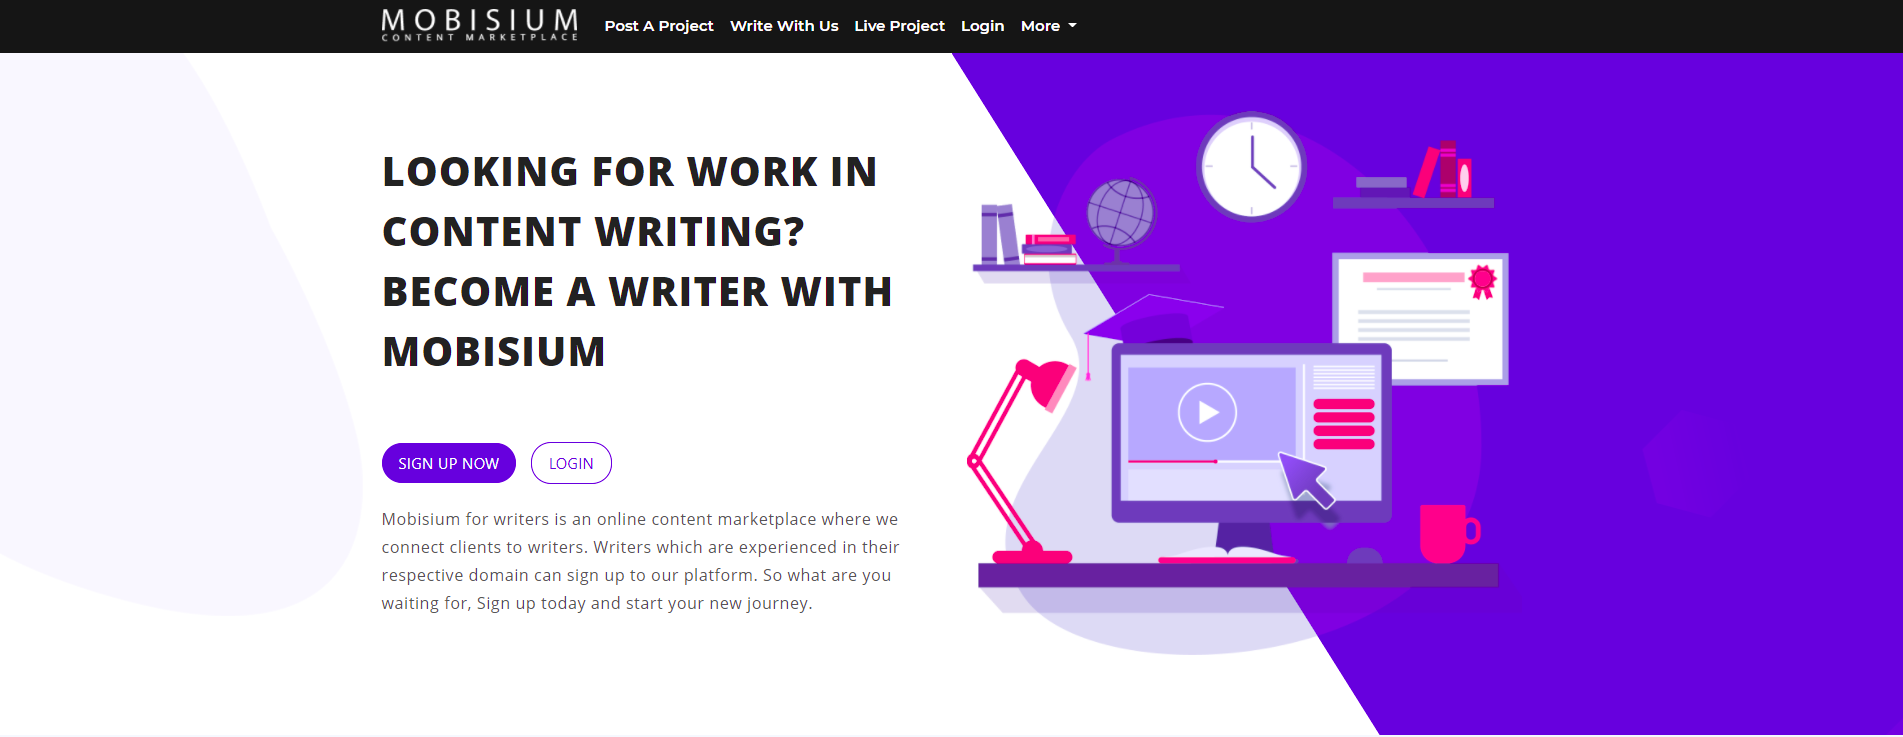 MOBISIUM
CONTENT MARKETPLACE
Post A Project
Write With Us
Live Project
Login
More
LOOKING FOR WORK IN
CONTENT WRITING?
BECOME A WRITER WITH
MOBISIUM
SIGN UP NOW
LOGIN
Mobisium for writers is an online content marketplace where we
connect clients to writers. Writers which are experienced in their
respective domain can sign up to our platform. So what are you
waiting for, Sign up today and start your new journey.